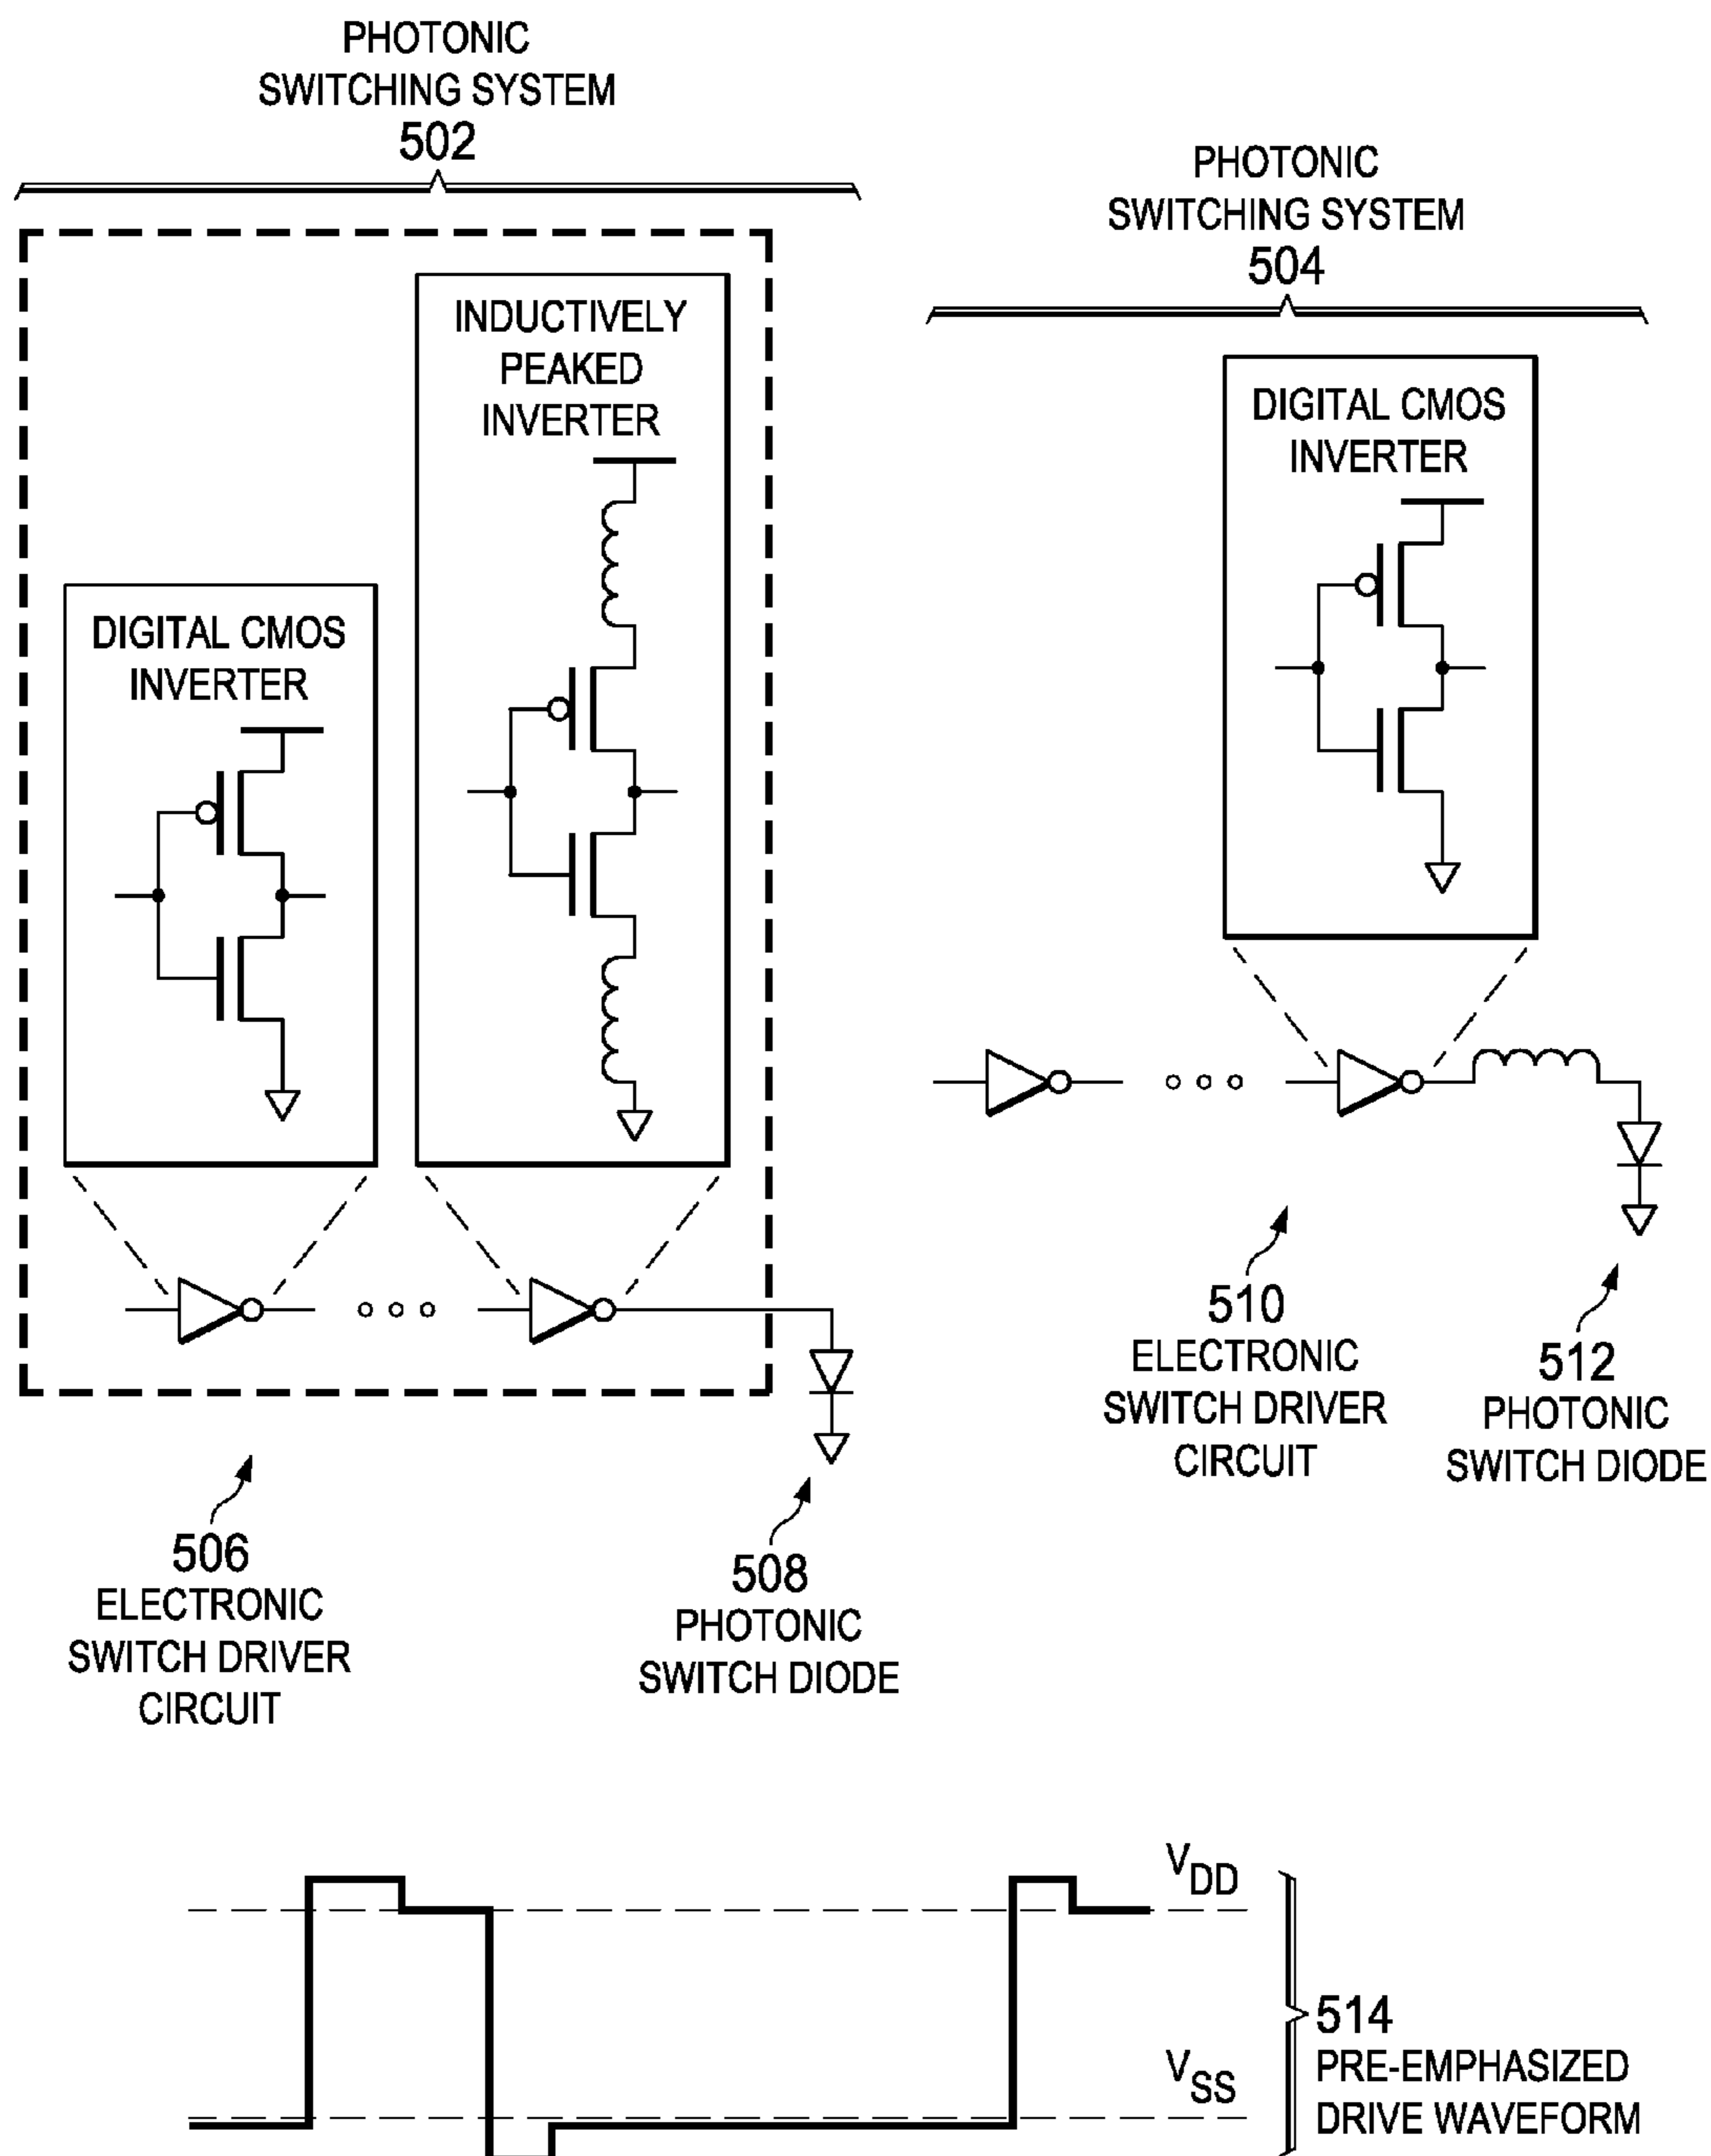 PHOTONIC
SWITCHING SYSTEM
502
PHOTONIC
SWITCHING SYSTEM
504
INDUCTIVELY
PEAKED
INVERTER
DIGITAL CMOS
INVERTER
DIGITAL CMOS
INVERTER
510
ELECTRONIC
SWITCH DRIVER
CIRCUIT
512
PHOTONIC
SWITCH DIODE
506
ELECTRONIC
SWITCH DRIVER
CIRCUIT
508
PHOTONIC
SWITCH DIODE
VDD
VSS
514
PRE-EMPHASIZED
DRIVE WAVEFORM